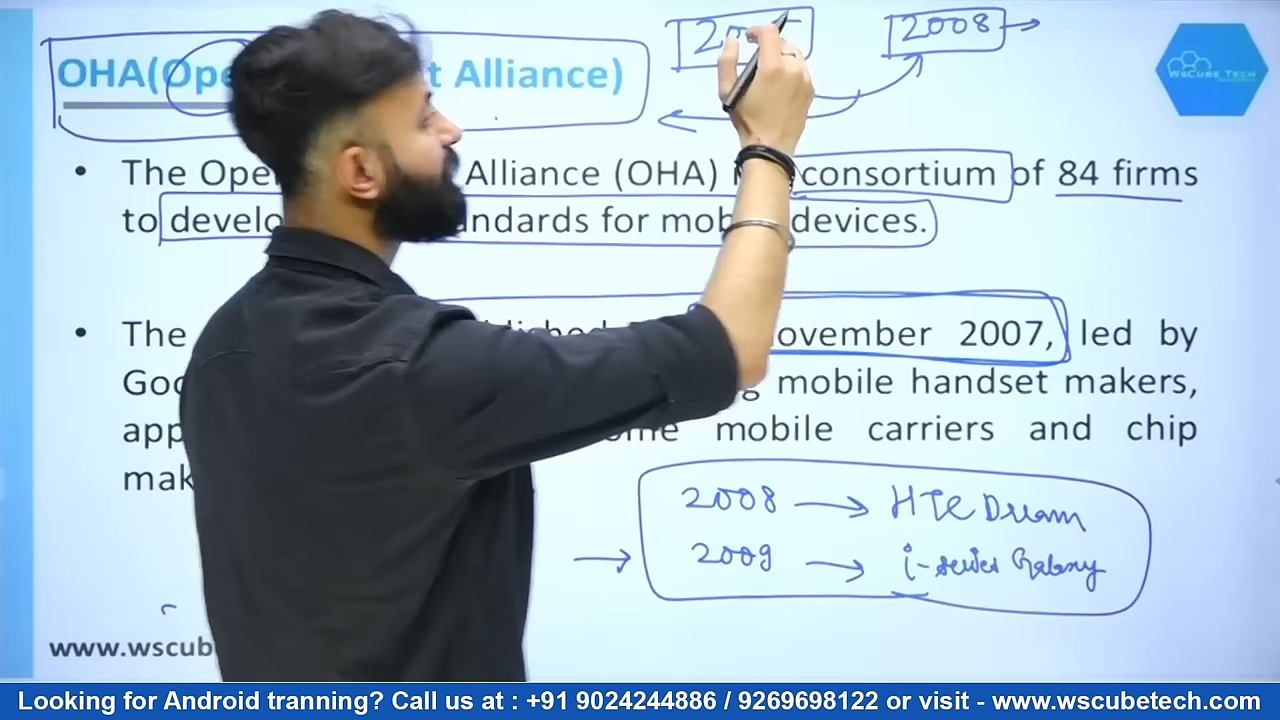 2008
OHA(Ope t Alliance)
WsCube Tech
• The Ope Alliance (OHA) consortium of 84 firms
to develo andards for mob devices.
• The ovember 2007, led by
Goo mobile handset makers,
app ome mobile carriers and chip
mak
2008 → HTC Dream
→ 2009 → i-series Galaxy
www.wscub
Looking for Android tranning? Call us at : +91 9024244886 / 9269698122 or visit - www.wscubetech.com